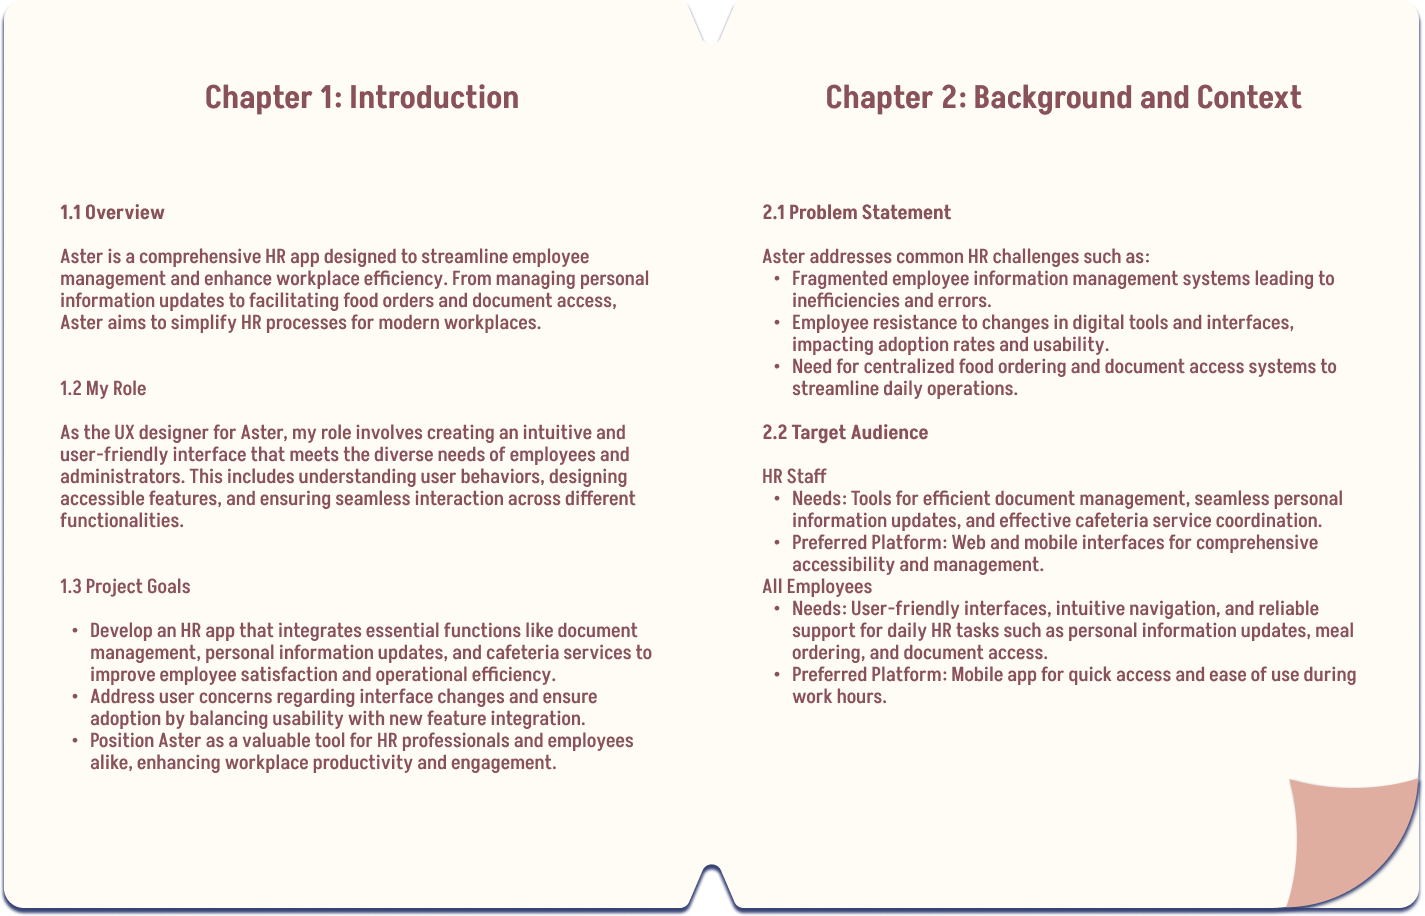 Chapter 1: Introduction
1.1 Overview
Aster is a comprehensive HR app designed to streamline employee
management and enhance workplace efficiency. From managing personal
information updates to facilitating food orders and document access,
Aster aims to simplify HR processes for modern workplaces.
1.2 My Role
As the UX designer for Aster, my role involves creating an intuitive and
user-friendly interface that meets the diverse needs of employees and
administrators. This includes understanding user behaviors, designing
accessible features, and ensuring seamless interaction across different
functionalities.
1.3 Project Goals
• Develop an HR app that integrates essential functions like document
management, personal information updates, and cafeteria services to
improve employee satisfaction and operational efficiency.
• Address user concerns regarding interface changes and ensure
adoption by balancing usability with new feature integration.
• Position Aster as a valuable tool for HR professionals and employees
alike, enhancing workplace productivity and engagement.
Chapter 2: Background and Context
2.1 Problem Statement
Aster addresses common HR challenges such as:
• Fragmented employee information management systems leading to
inefficiencies and errors.
• Employee resistance to changes in digital tools and interfaces,
impacting adoption rates and usability.
• Need for centralized food ordering and document access systems to
streamline daily operations.
2.2 Target Audience
HR Staff
• Needs: Tools for efficient document management, seamless personal
information updates, and effective cafeteria service coordination.
• Preferred Platform: Web and mobile interfaces for comprehensive
accessibility and management.
All Employees
• Needs: User-friendly interfaces, intuitive navigation, and reliable
support for daily HR tasks such as personal information updates, meal
ordering, and document access.
• Preferred Platform: Mobile app for quick access and ease of use during
work hours.